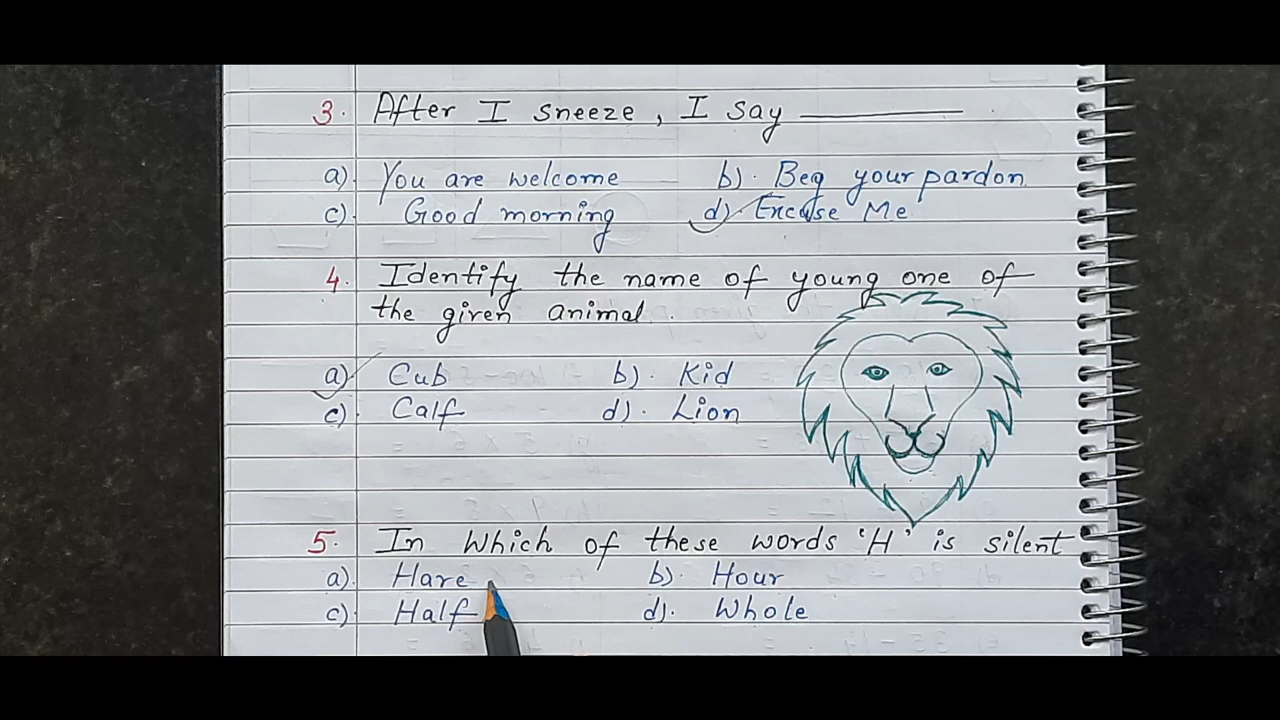 3. After I sneeze, I say ________
a). You are welcome b). Beg your pardon
c). Good morning d). Excuse Me
4. Identify the name of young one of
the given animal.
a). Cub b). Kid
c). Calf d). Lion
5. In Which of these words 'H' is silent
a). Hare b). Hour
c). Half d). Whole